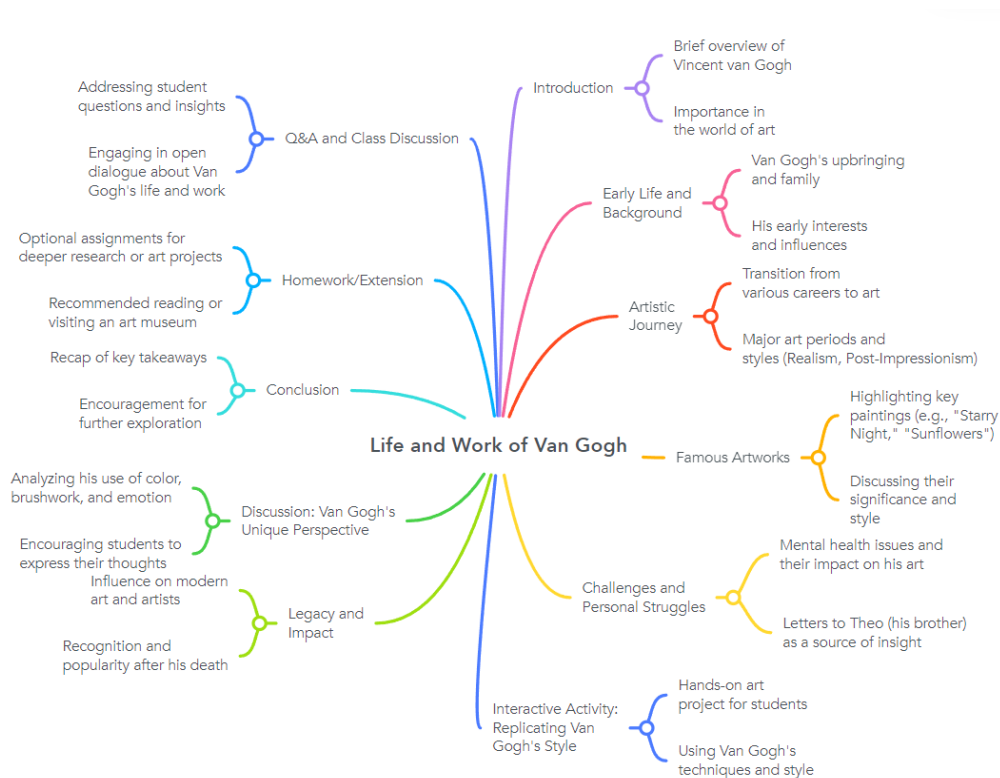 Life and Work of Van Gogh
Introduction
Brief overview of
Vincent van Gogh
Importance in
the world of art
Early Life and
Background
Van Gogh's upbringing
and family
His early interests
and influences
Artistic
Journey
Transition from
various careers to art
Major art periods and
styles (Realism, Post-Impressionism)
Famous Artworks
Highlighting key
paintings (e.g., "Starry
Night," "Sunflowers")
Discussing their
significance and
style
Challenges and
Personal Struggles
Mental health issues and
their impact on his art
Letters to Theo (his brother)
as a source of insight
Interactive Activity:
Replicating Van
Gogh's Style
Hands-on art
project for students
Using Van Gogh's
techniques and style
Legacy and
Impact
Influence on modern
art and artists
Recognition and
popularity after his death
Discussion: Van Gogh's
Unique Perspective
Analyzing his use of color,
brushwork, and emotion
Encouraging students to
express their thoughts
Conclusion
Recap of key takeaways
Encouragement for
further exploration
Homework/Extension
Optional assignments for
deeper research or art projects
Recommended reading or
visiting an art museum
Q&A and Class Discussion
Addressing student
questions and insights
Engaging in open
dialogue about Van
Gogh's life and work